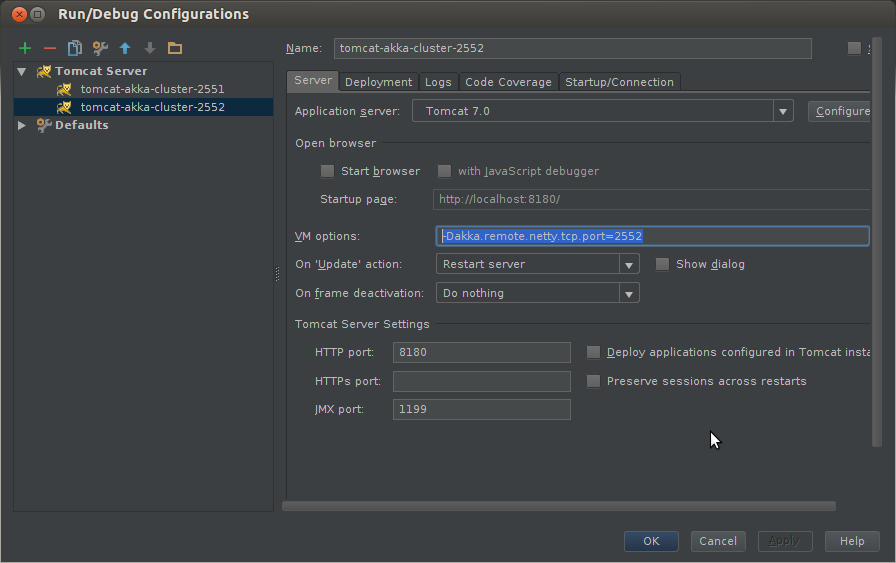 Run/Debug Configurations
Name: tomcat-akka-cluster-2552
Tomcat Server
tomcat-akka-cluster-2551
tomcat-akka-cluster-2552
Defaults
Server Deployment Logs Code Coverage Startup/Connection
Application server: Tomcat 7.0 Configure
Open browser
Start browser with JavaScript debugger
Startup page: http://localhost:8180/
VM options: -Dakka.remote.netty.tcp.port=2552
On 'Update' action: Restart server Show dialog
On frame deactivation: Do nothing
Tomcat Server Settings
HTTP port: 8180 Deploy applications configured in Tomcat insta
HTTPs port: Preserve sessions across restarts
JMX port: 1199
OK Cancel Apply Help